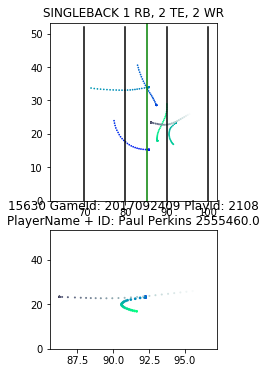 SINGLEBACK 1 RB, 2 TE, 2 WR
50
40
30
20
10
0
70 80 90 100
15630 GameId: 2017092409 PlayId: 2108
PlayerName + ID: Paul Perkins 2555460.0
40
20
0
87.5 90.0 92.5 95.0